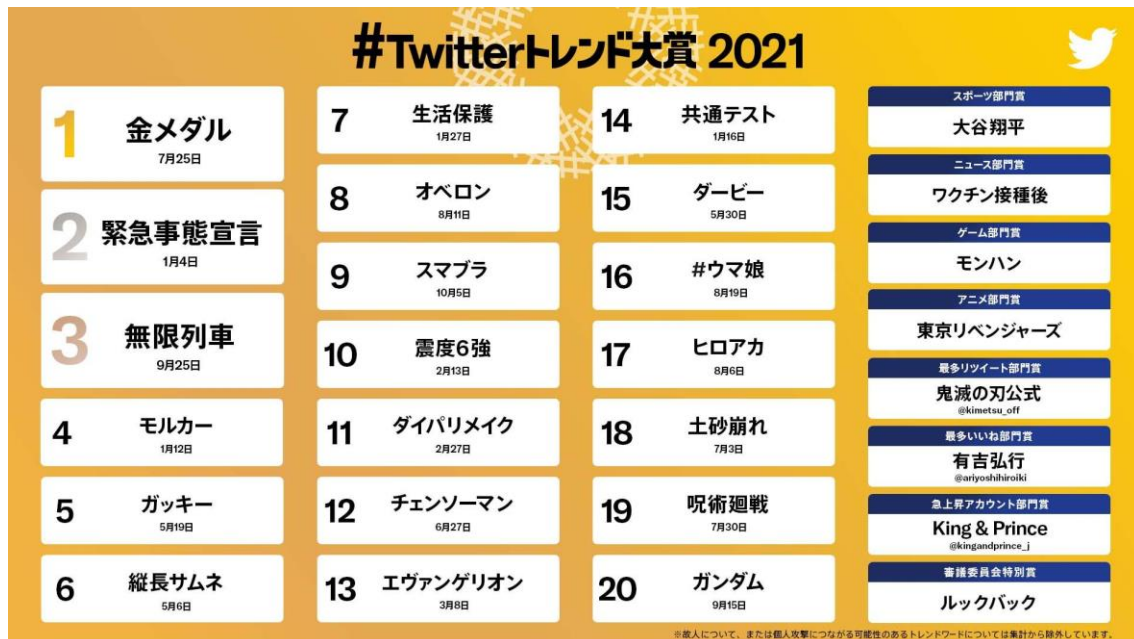 #Twitterトレンド大賞 2021
1
金メダル
7月25日
2
緊急事態宣言
1月4日
3
無限列車
9月25日
4
モルカー
1月12日
5
ガッキー
5月19日
6
縦長サムネ
5月6日
7
生活保護
1月27日
8
オベロン
8月11日
9
スマブラ
10月5日
10
震度6強
2月13日
11
ダイパリメイク
2月27日
12
チェンソーマン
6月27日
13
エヴァンゲリオン
3月8日
14
共通テスト
1月16日
15
ダービー
5月30日
16
#ウマ娘
8月19日
17
ヒロアカ
8月6日
18
土砂崩れ
7月3日
19
呪術廻戦
7月30日
20
ガンダム
9月15日
スポーツ部門賞
大谷翔平
ニュース部門賞
ワクチン接種後
ゲーム部門賞
モンハン
アニメ部門賞
東京リベンジャーズ
最多リツイート部門賞
鬼滅の刃公式
@kimetsu_off
最多いいね部門賞
有吉弘行
@ariyoshihiroiki
急上昇アカウント部門賞
King & Prince
@kingandprince_j
審議委員会特別賞
ルックバック
※故人について、または個人攻撃につながる可能性のあるトレンドワードについては集計から除外しています。